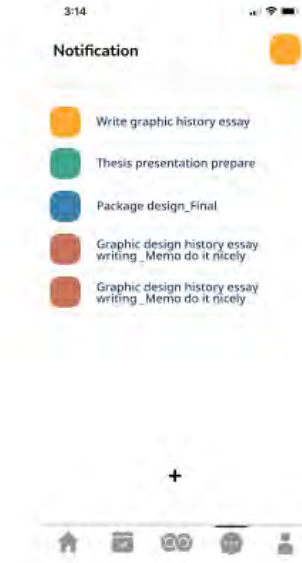 3:14
Notification
Write graphic history essay
Thesis presentation prepare
Package design_Final
Graphic design history essay
writing _Memo do it nicely
Graphic design history essay
writing _Memo do it nicely
+